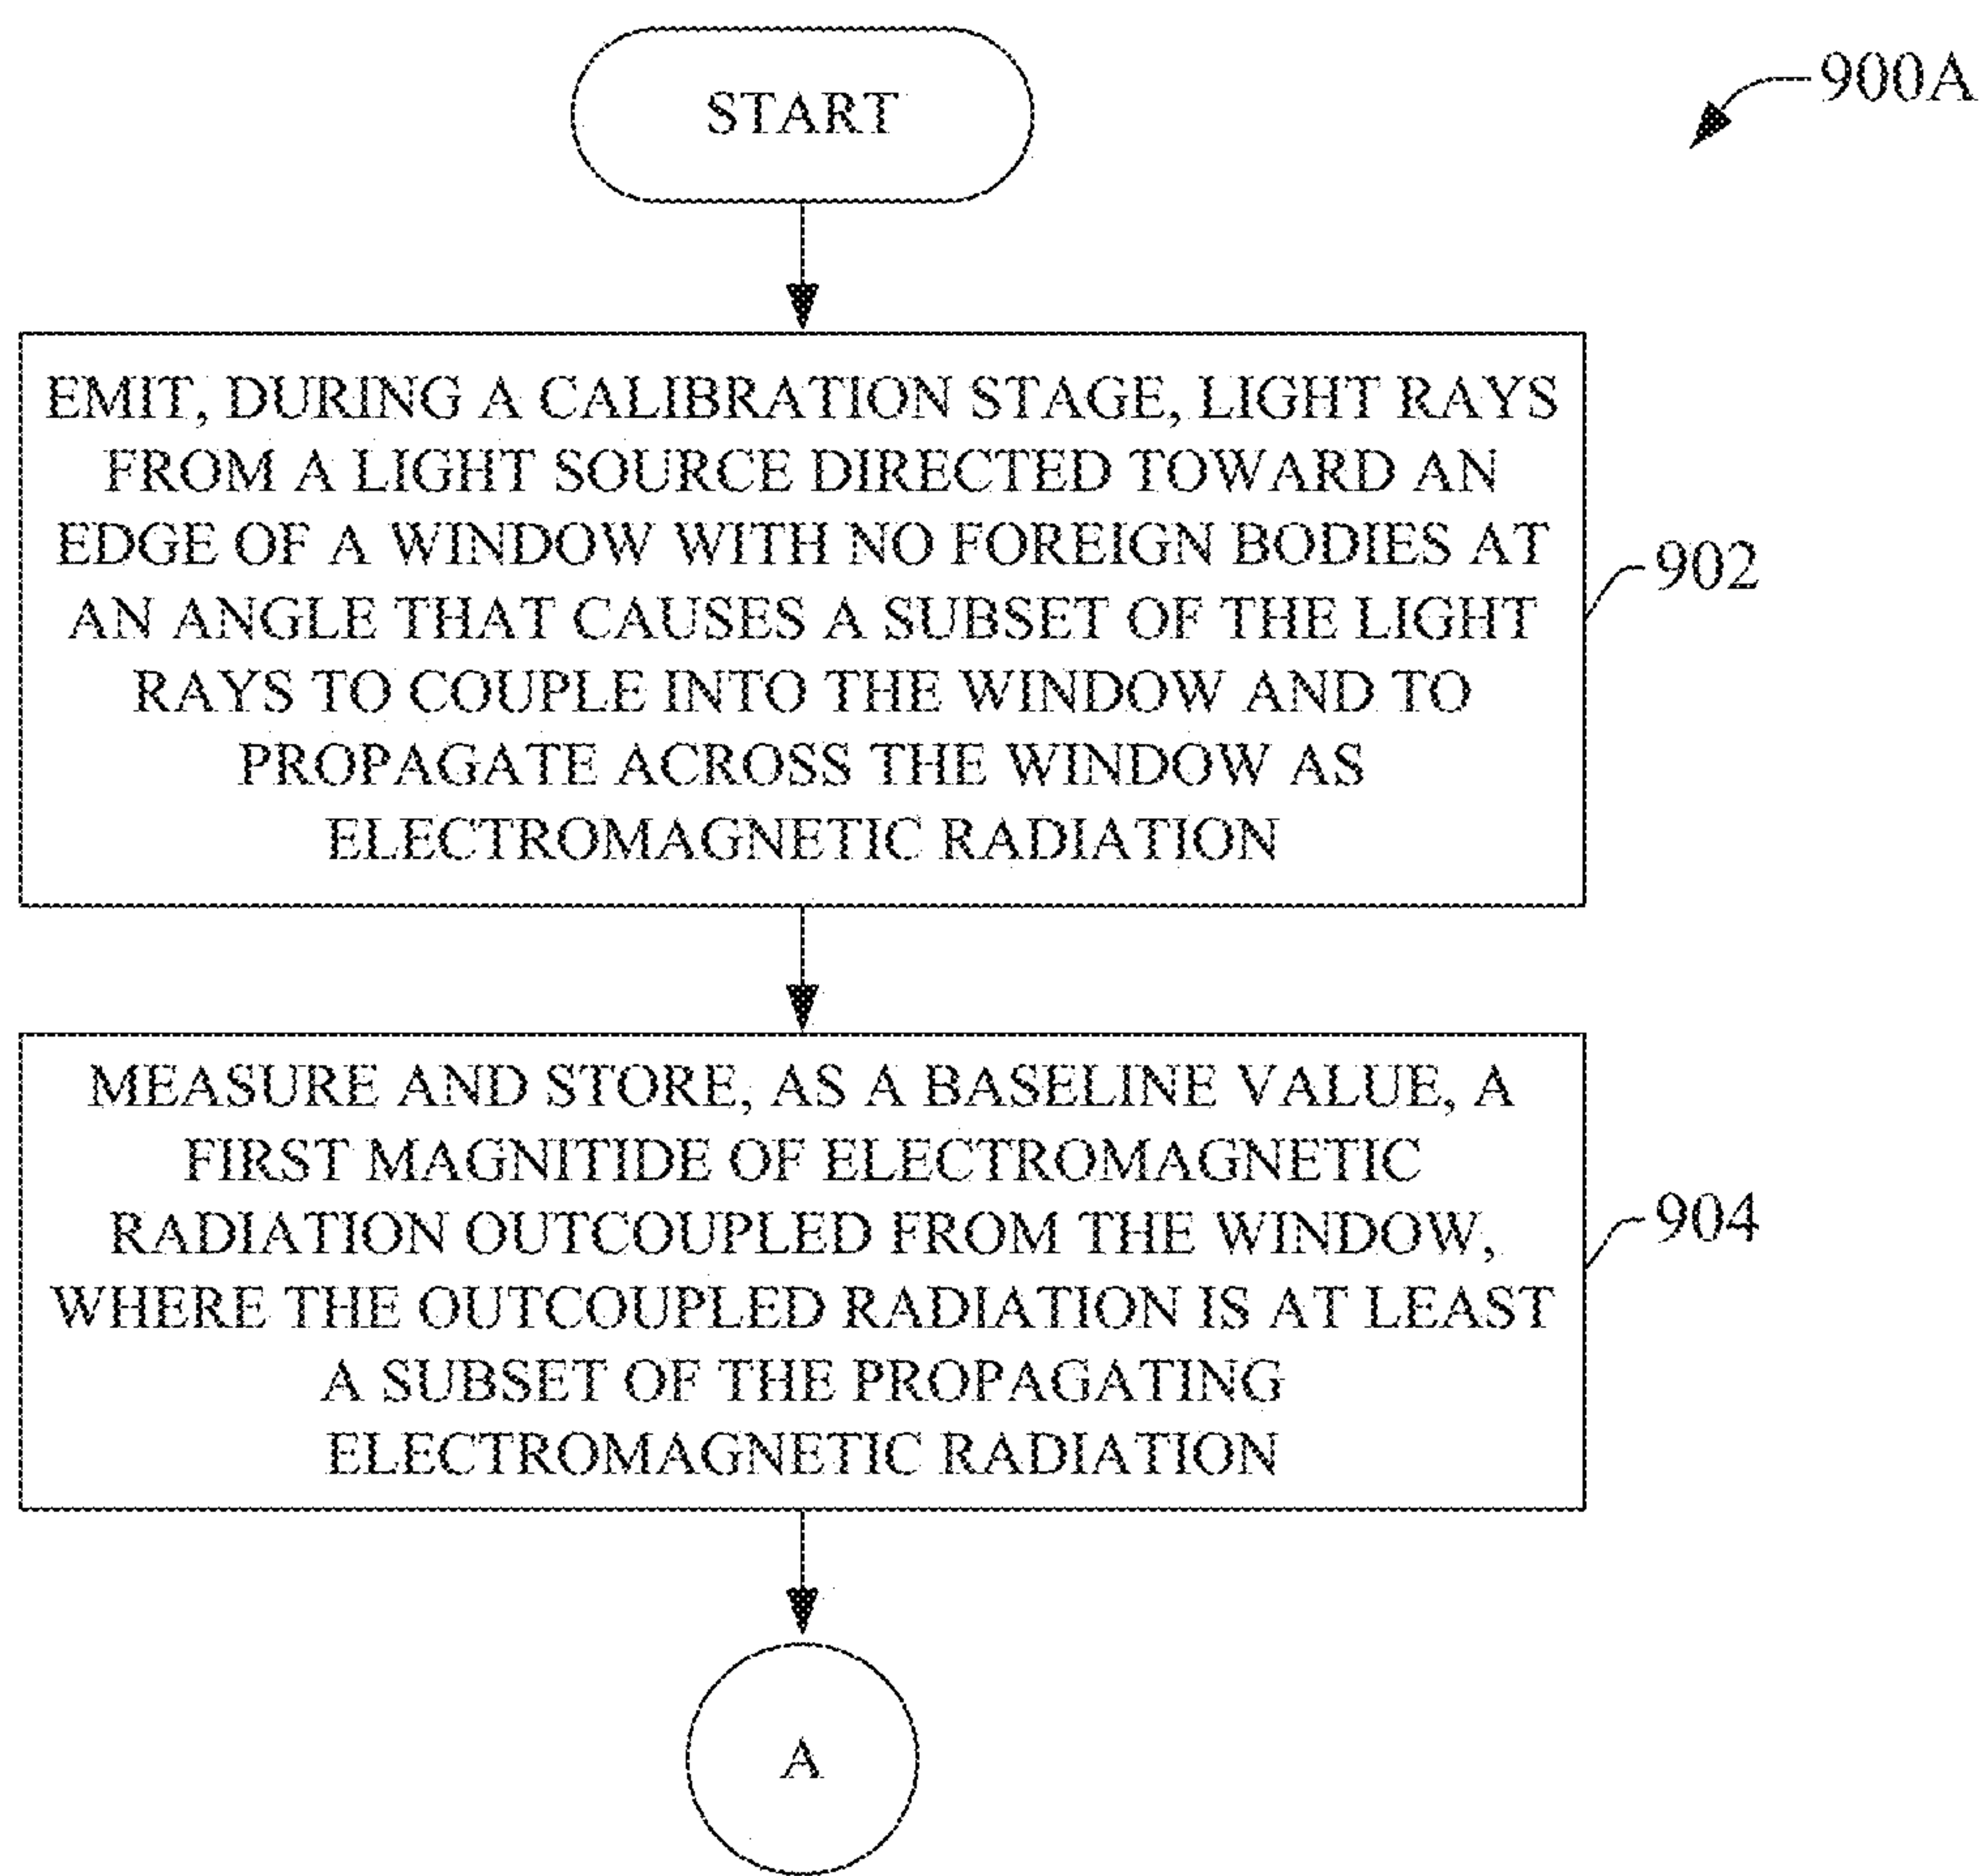 START
900A
EMIT, DURING A CALIBRATION STAGE, LIGHT RAYS
FROM A LIGHT SOURCE DIRECTED TOWARD AN
EDGE OF A WINDOW WITH NO FOREIGN BODIES AT
AN ANGLE THAT CAUSES A SUBSET OF THE LIGHT
RAYS TO COUPLE INTO THE WINDOW AND TO
PROPAGATE ACROSS THE WINDOW AS
ELECTROMAGNETIC RADIATION
902
MEASURE AND STORE, AS A BASELINE VALUE, A
FIRST MAGNITIDE OF ELECTROMAGNETIC
RADIATION OUTCOUPLED FROM THE WINDOW,
WHERE THE OUTCOUPLED RADIATION IS AT LEAST
A SUBSET OF THE PROPAGATING
ELECTROMAGNETIC RADIATION
904
A